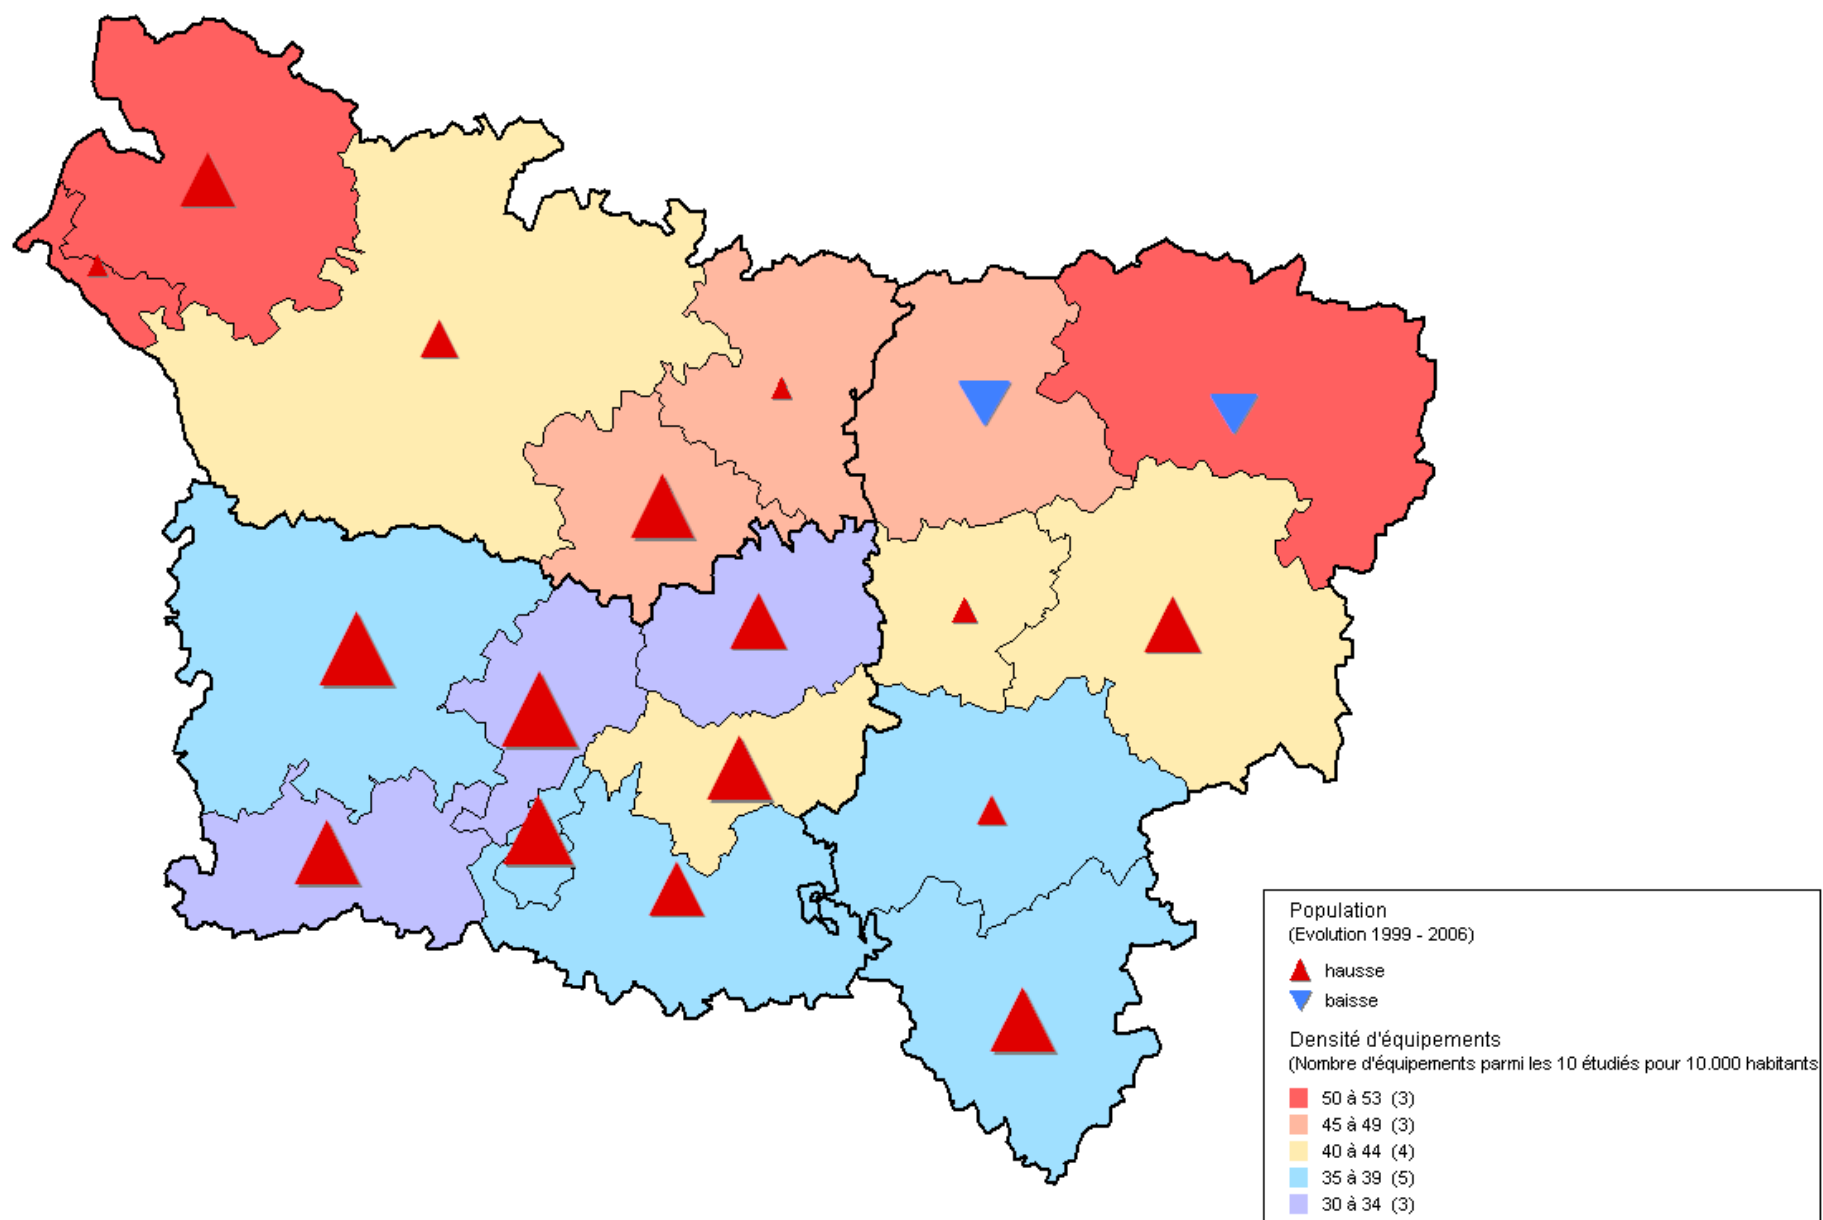 Population
(Evolution 1999 - 2006)
hausse
baisse
Densité d'équipements
(Nombre d'équipements parmi les 10 étudiés pour 10.000 habitants
50 à 53 (3)
45 à 49 (3)
40 à 44 (4)
35 à 39 (5)
30 à 34 (3)